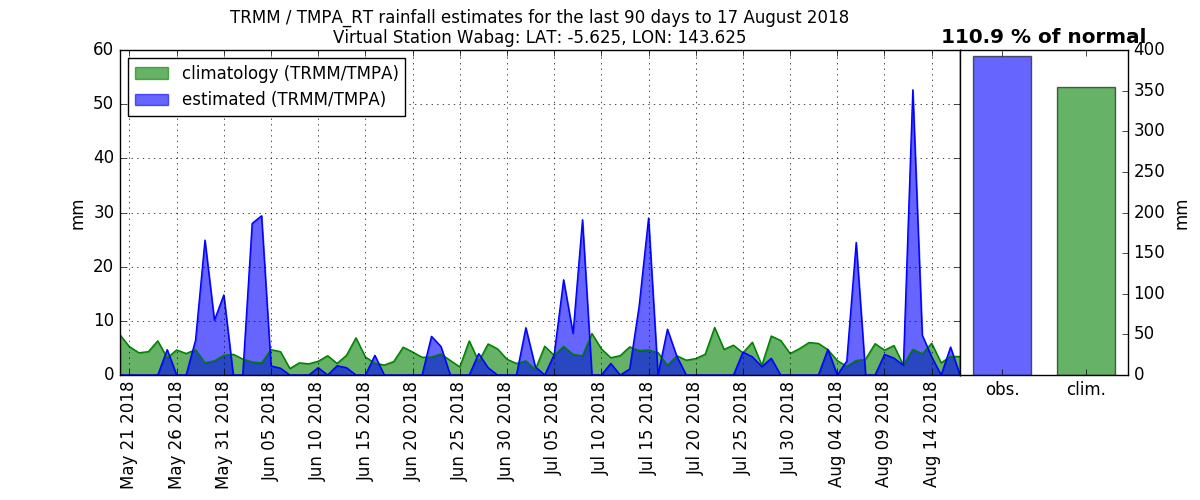 TRMM / TMPA_RT rainfall estimates for the last 90 days to 17 August 2018
Virtual Station Wabag: LAT: -5.625, LON: 143.625
110.9 % of normal
climatology (TRMM/TMPA)
estimated (TRMM/TMPA)
mm
60
50
40
30
20
10
0
May 21 2018
May 26 2018
May 31 2018
Jun 05 2018
Jun 10 2018
Jun 15 2018
Jun 20 2018
Jun 25 2018
Jun 30 2018
Jul 05 2018
Jul 10 2018
Jul 15 2018
Jul 20 2018
Jul 25 2018
Jul 30 2018
Aug 04 2018
Aug 09 2018
Aug 14 2018
obs.
clim.
400
350
300
250
200
150
100
50
0
mm